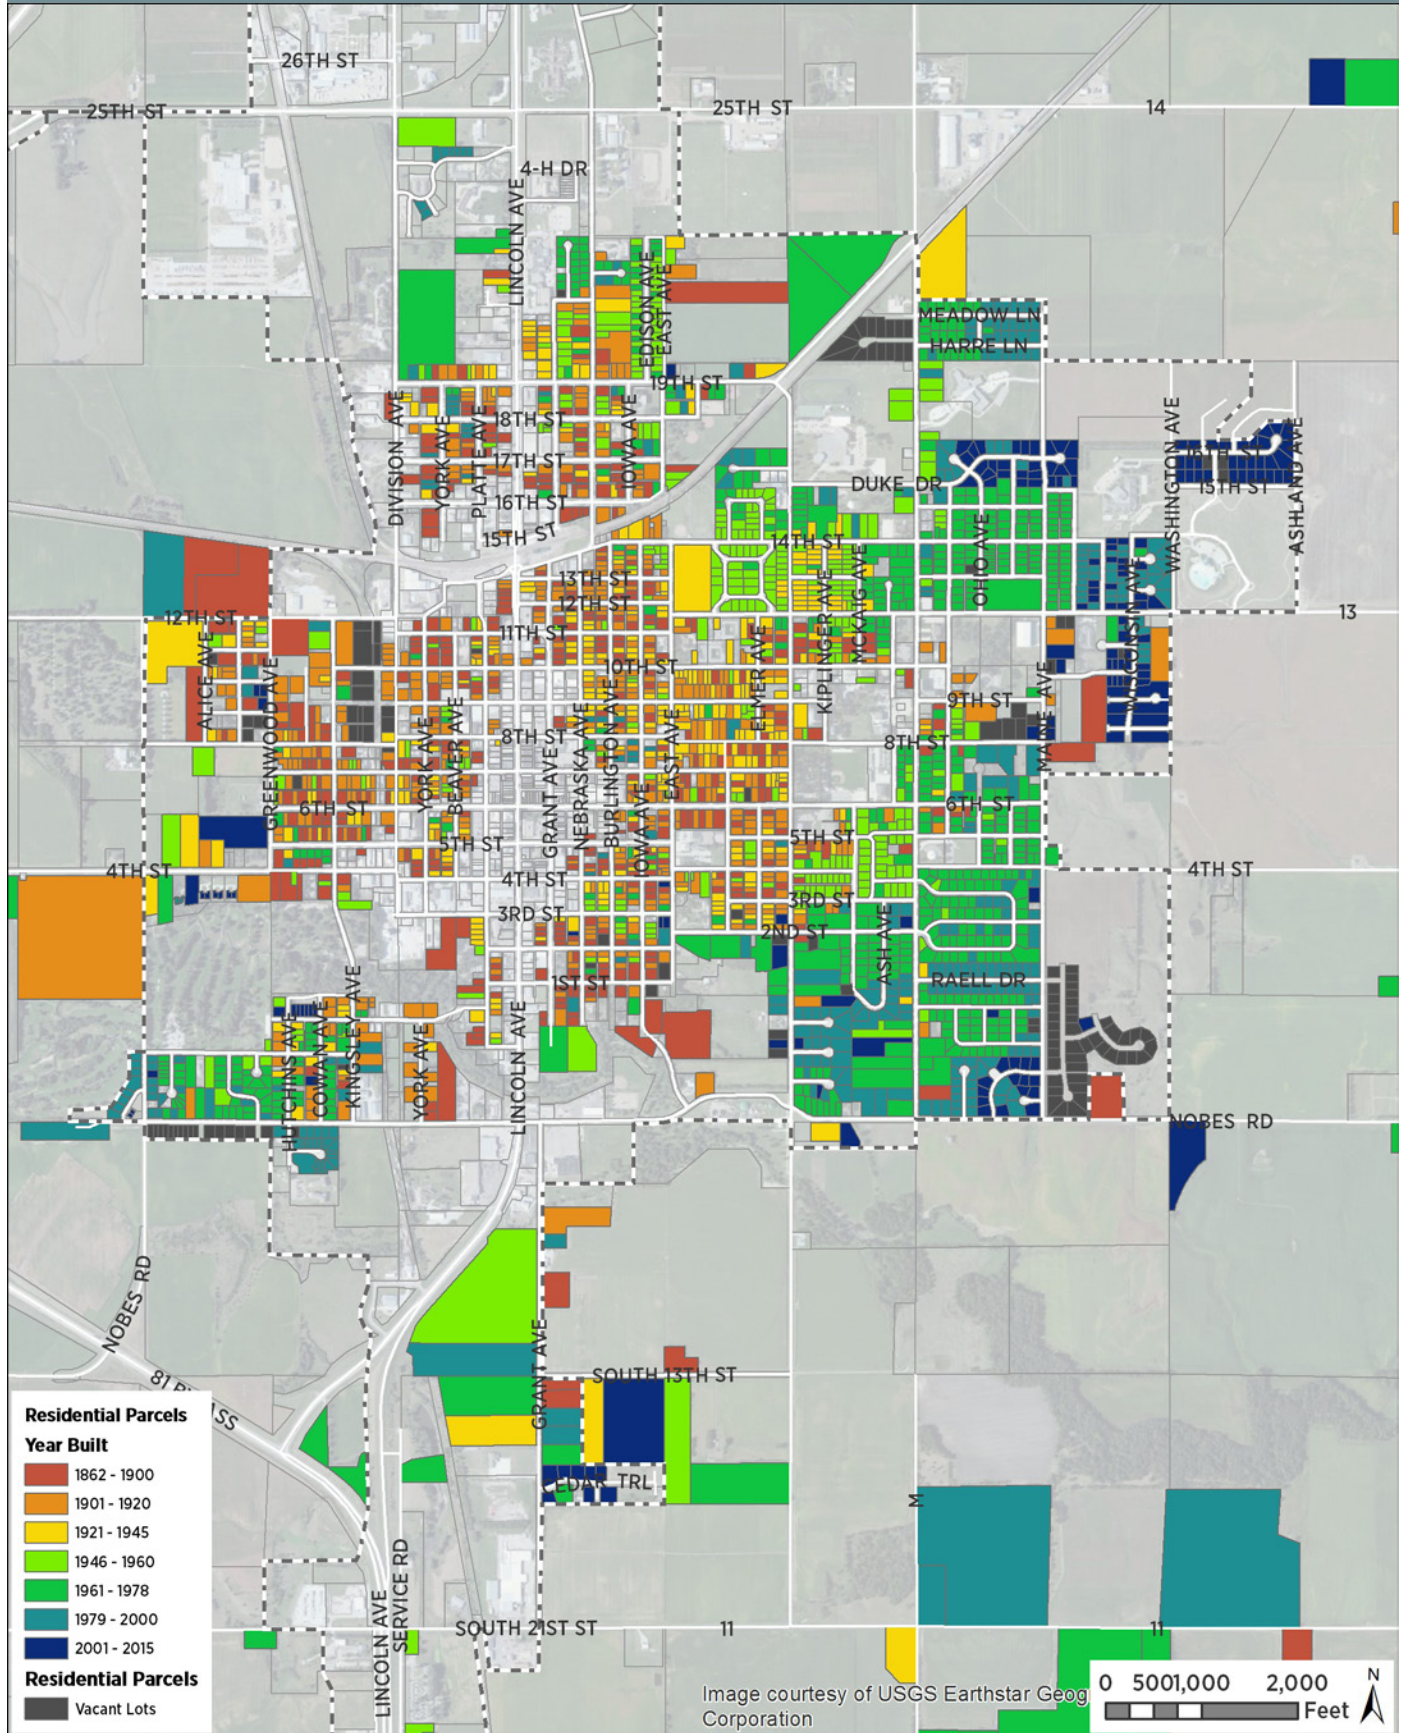 26TH ST
25TH ST
25TH ST
14
4-H DR
LINCOLN AVE
EDISON AVE
EAST AVE
MEADOW LN
HARRE LN
19TH ST
DIVISION AVE
YORK AVE
PLATTE AVE
18TH ST
IOWA AVE
17TH ST
16TH ST
15TH ST
DUKE DR
WASHINGTON AVE
16TH ST
15TH ST
ASHLAND AVE
14TH ST
13TH ST
12TH ST
12TH ST
11TH ST
10TH ST
13
OHIO AVE
KIPLINGER AVE
MCKAIG AVE
WISCONSIN AVE
ALICE AVE
GREENWOOD AVE
ELMER AVE
9TH ST
MAINE AVE
8TH ST
8TH ST
YORK AVE
BEAVER AVE
GRANT AVE
NEBRASKA AVE
BURLINGTON AVE
IOWA AVE
EAST AVE
6TH ST
6TH ST
5TH ST
5TH ST
4TH ST
4TH ST
4TH ST
3RD ST
3RD ST
2ND ST
ASH AVE
1ST ST
RAELL DR
HUTCHINS AVE
COWAN AVE
KINGSLEY AVE
YORK AVE
LINCOLN AVE
NOBES RD
NOBES RD
81 BYPASS
GRANT AVE
SOUTH 13TH ST
CEDAR TRL
M
LINCOLN AVE
SERVICE RD
SOUTH 21ST ST
11
11
Residential Parcels
Year Built
1862 - 1900
1901 - 1920
1921 - 1945
1946 - 1960
1961 - 1978
1979 - 2000
2001 - 2015
Residential Parcels
Vacant Lots
Image courtesy of USGS Earthstar Geog
Corporation
0 500 1,000 2,000
Feet
N